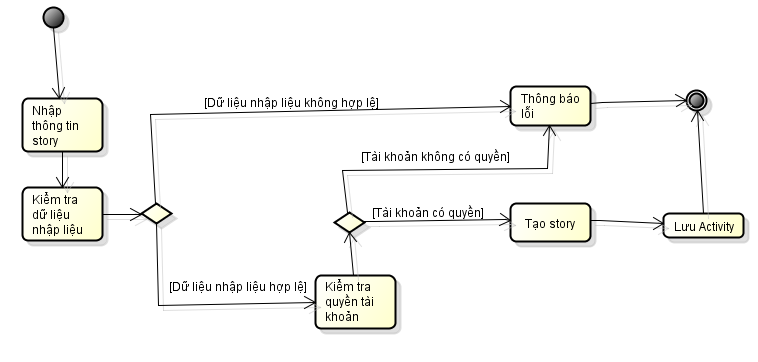 Nhập
thông tin
story
Kiểm tra
dữ liệu
nhập liệu
[Dữ liệu nhập liệu không hợp lệ]
Thông báo
lỗi
[Tài khoản không có quyền]
[Tài khoản có quyền]
Tạo story
Lưu Activity
[Dữ liệu nhập liệu hợp lệ]
Kiểm tra
quyền tài
khoản